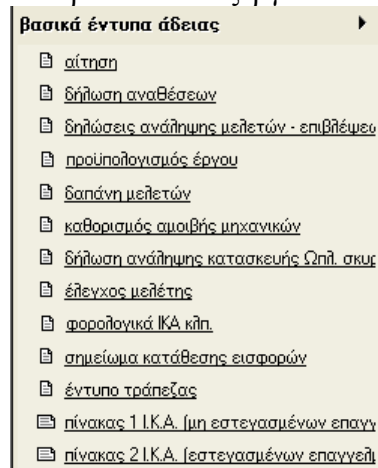 βασικά έντυπα άδειας
αίτηση
δήλωση αναθέσεων
δηλώσεις ανάληψης μελετών - επιβλέψεω
προϋπολογισμός έργου
δαπάνη μελετών
καθορισμός αμοιβής μηχανικών
δήλωση ανάληψης κατασκευής Ωπλ. σκυρ
έλεγχος μελέτης
φορολογικά ΙΚΑ κλπ.
σημείωμα κατάθεσης εισφορών
έντυπο τράπεζας
πίνακας 1 Ι.Κ.Α. (μη εστεγασμένων επαγγ
πίνακας 2 Ι.Κ.Α. (εστεγασμένων επαγγελμ